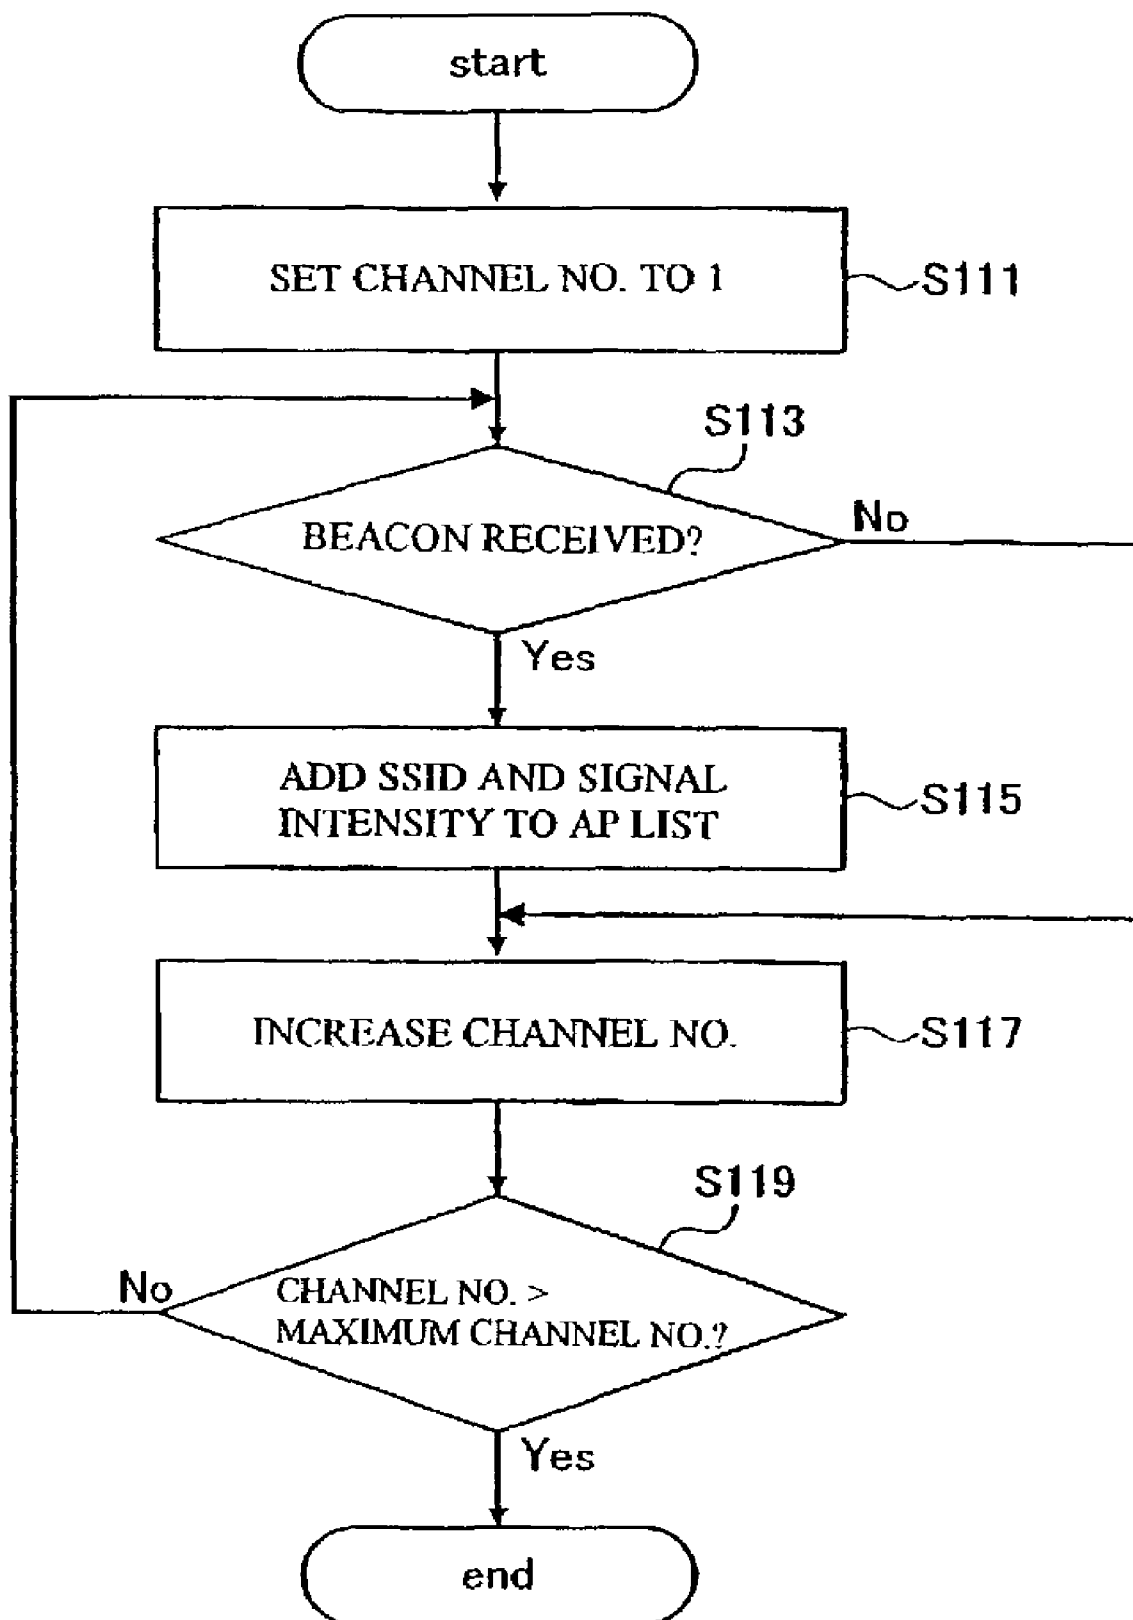 start
SET CHANNEL NO. TO 1
S111
S113
BEACON RECEIVED?
No
Yes
ADD SSID AND SIGNAL
INTENSITY TO AP LIST
S115
INCREASE CHANNEL NO.
S117
S119
No
CHANNEL NO. >
MAXIMUM CHANNEL NO.?
Yes
end